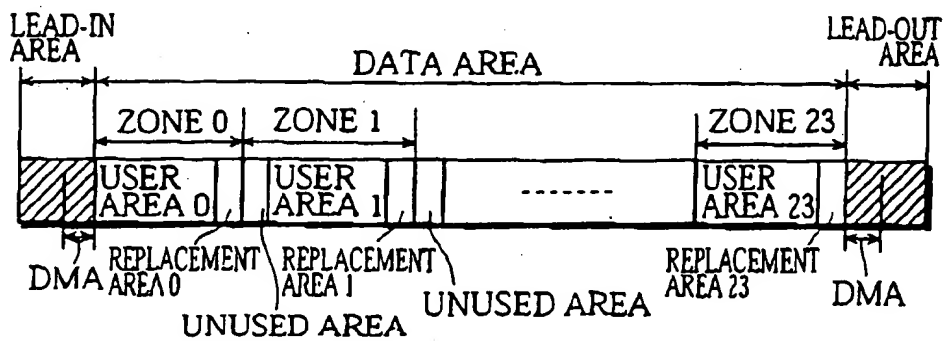 LEAD-IN
AREA
LEAD-OUT
AREA
DATA AREA
ZONE 0
ZONE 1
ZONE 23
USER
AREA 0
USER
AREA 1
--------
USER
AREA 23
DMA
REPLACEMENT
AREA 0
REPLACEMENT
AREA 1
REPLACEMENT
AREA 23
DMA
UNUSED AREA
UNUSED AREA